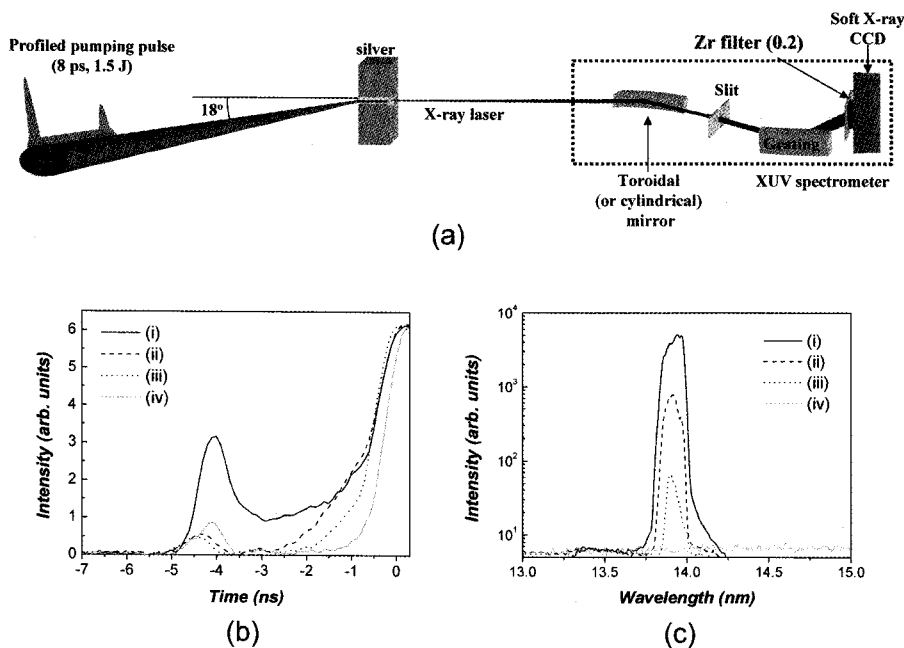 Profiled pumping pulse
(8 ps, 1.5 J)
18°
silver
X-ray laser
Toroidal
(or cylindrical)
mirror
Slit
Grating
Zr filter (0.2)
Soft X-ray
CCD
XUV spectrometer
(a)
Intensity (arb. units)
6
5
4
3
2
1
0
(i)
(ii)
(iii)
(iv)
-7 -6 -5 -4 -3 -2 -1 0
Time (ns)
(b)
Intensity (arb. units)
10⁴
10³
10²
10¹
(i)
(ii)
(iii)
(iv)
13.0 13.5 14.0 14.5 15.0
Wavelength (nm)
(c)